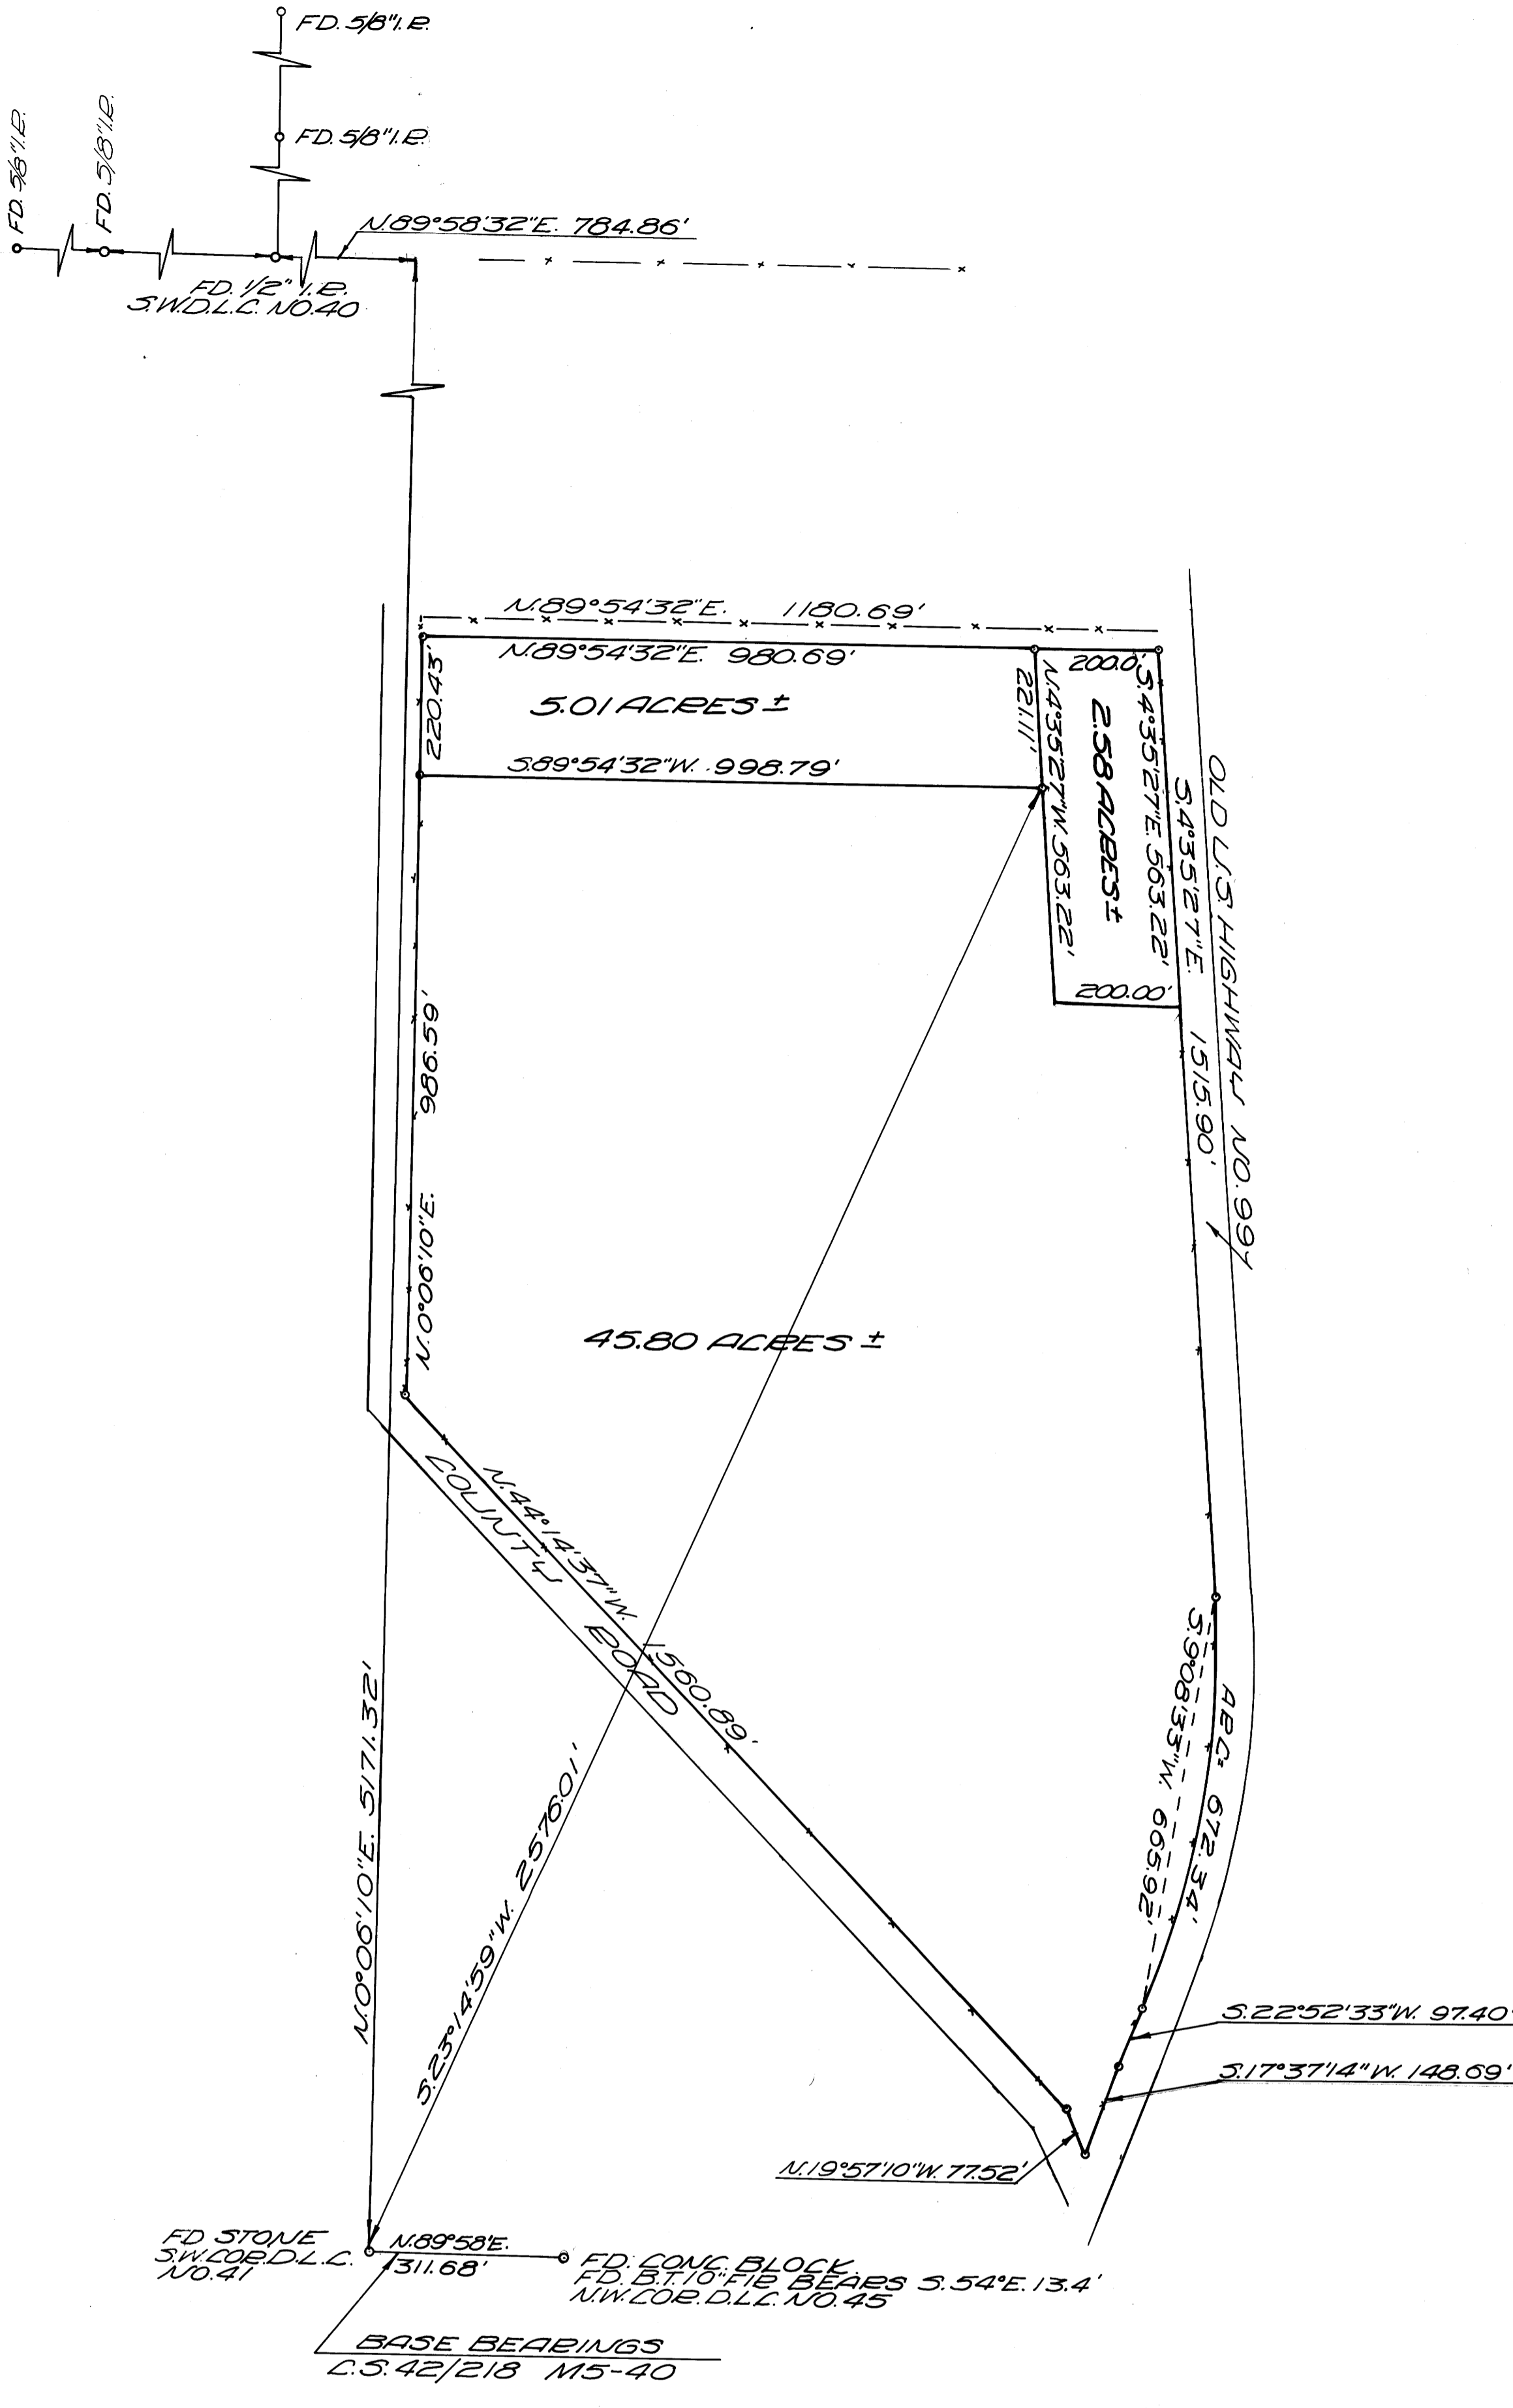 FD. 5/8" I.R.
FD. 5/8" I.R.
FD. 5/8" I.R.
FD. 5/8" I.R.
N.89°58'32"E. 784.86'
FD. 1/2" I.R.
S.W.D.L.C. NO.40
N.89°54'32"E. 1180.69'
N.89°54'32"E. 980.69'
200.0'
220.43'
5.01 ACRES ±
221.11'
N.4°35'27"W. 563.22'
2.58 ACRES ±
S.4°35'27"E. 563.22'
S.4°35'27"E. 1515.90'
OLD U.S. HIGHWAY NO. 99
S.89°54'32"W. 998.79'
200.00'
N.0°06'10"E. 986.59'
45.80 ACRES ±
N.44°14'37"W. 1560.89'
COUNTY ROAD
S.9°08'33"W. 665.92'
ARC= 672.34'
N.0°06'10"E. 5171.32'
S.23°14'59"W. 2576.01'
S.22°52'33"W. 97.40'
S.17°37'14"W. 148.69'
N.19°57'10"W. 77.52'
FD STONE
S.W.COR.D.L.C.
NO.41
N.89°58'E.
311.68'
FD. CONC. BLOCK
FD. B.T. 10" FIR BEARS S.54°E. 13.4'
N.W.COR.D.L.C. NO.45
BASE BEARINGS
C.S. 42/218 M5-40